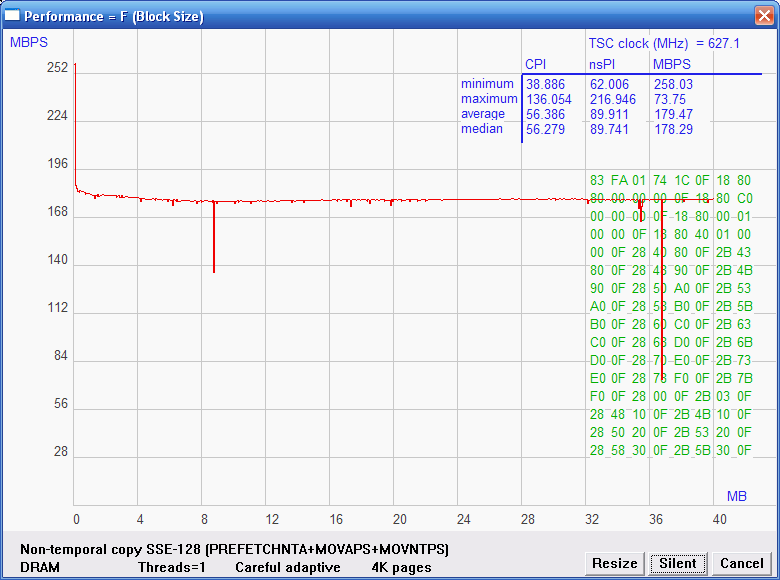 Performance = F (Block Size)
MBPS
TSC clock (MHz) = 627.1
CPI nsPI MBPS
minimum 38.886 62.006 258.03
maximum 136.054 216.946 73.75
average 56.386 89.911 179.47
median 56.279 89.741 178.29
252
224
196
168
140
112
84
56
28
83 FA 01 74 1C 0F 18 80
80 00 00 00 0F 18 80 C0
00 00 00 0F 18 80 00 01
00 00 0F 18 80 40 01 00
00 0F 28 40 80 0F 2B 43
80 0F 28 48 90 0F 2B 4B
90 0F 28 50 A0 0F 2B 53
A0 0F 28 58 B0 0F 2B 5B
B0 0F 28 60 C0 0F 2B 63
C0 0F 28 68 D0 0F 2B 6B
D0 0F 28 70 E0 0F 2B 73
E0 0F 28 78 F0 0F 2B 7B
F0 0F 28 00 0F 2B 03 0F
28 48 10 0F 2B 4B 10 0F
28 50 20 0F 2B 53 20 0F
28 58 30 0F 2B 5B 30 0F
MB
0 4 8 12 16 20 24 28 32 36 40
Non-temporal copy SSE-128 (PREFETCHNTA+MOVAPS+MOVNTPS)
DRAM Threads=1 Careful adaptive 4K pages
Resize Silent Cancel